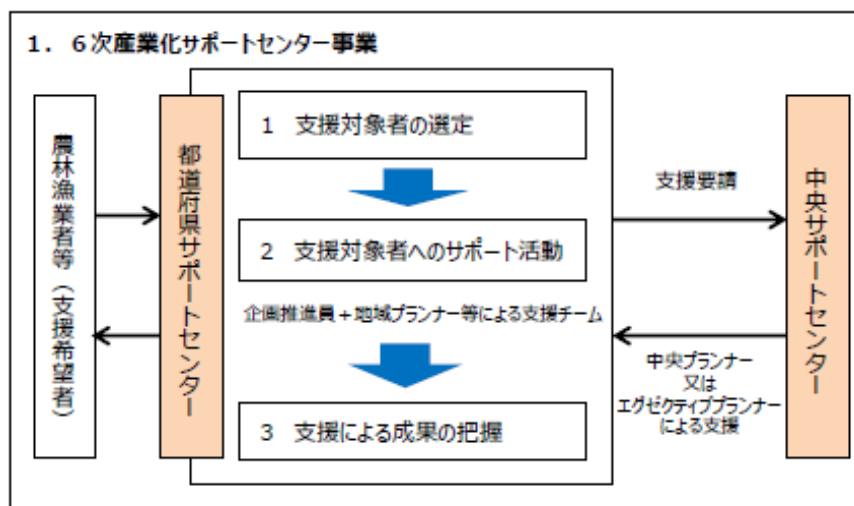 1．６次産業化サポートセンター事業
農林漁業者等（支援希望者）
都道府県サポートセンター
1　支援対象者の選定
2　支援対象者へのサポート活動
企画推進員＋地域プランナー等による支援チーム
3　支援による成果の把握
支援要請
中央プランナー
又は
エグゼクティブプランナー
による支援
中央サポートセンター